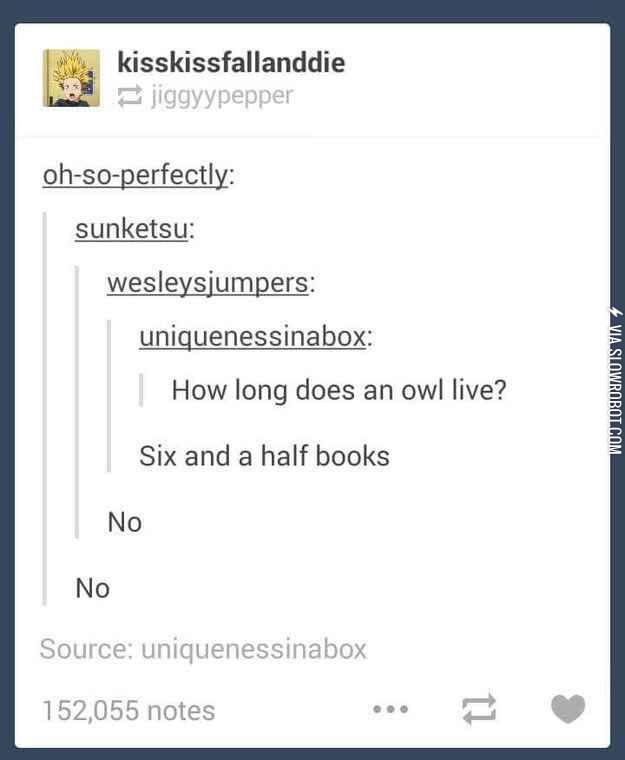 kisskissfallanddie
jiggyypepper
oh-so-perfectly:
sunketsu:
wesleysjumpers:
uniquenessinabox:
How long does an owl live?
Six and a half books
No
No
Source: uniquenessinabox
152,055 notes
VIA SLOWROBOT.COM